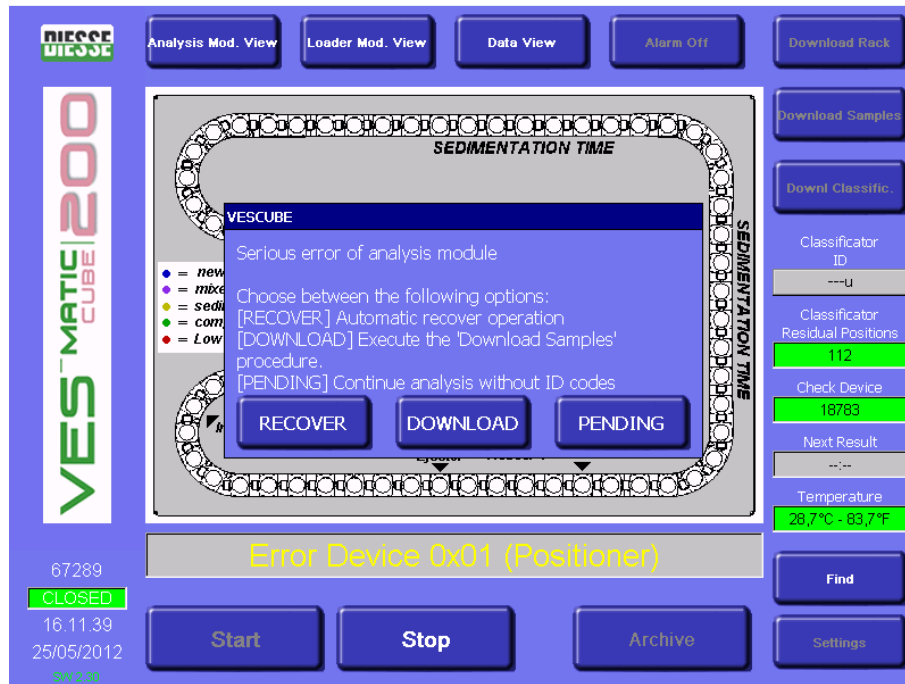 DIESSE
DIESSE
Analysis Mod. View
Loader Mod. View
Data View
Alarm Off
Download Rack
VES MATIC CUBE 200
SEDIMENTATION TIME
SEDIMENTATION TIME
= new
= mixe
= sedi
= com
= Low
VESCUBE
Serious error of analysis module
Choose between the following options:
[RECOVER] Automatic recover operation
[DOWNLOAD] Execute the 'Download Samples'
procedure.
[PENDING] Continue analysis without ID codes
RECOVER
DOWNLOAD
PENDING
Download Samples
Downl Classific.
Classificator
ID
---u
Classificator
Residual Positions
112
Check Device
18783
Next Result
--:--
Temperature
28,7°C - 83,7°F
Error Device 0x01 (Positioner)
67289
CLOSED
16.11.39
25/05/2012
Start
Stop
Archive
Find
Settings